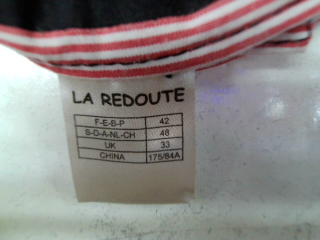 LA REDOUTE
F-E-B-P 42
S-D-A-NL-CH 48
UK 33
CHINA 175/84A